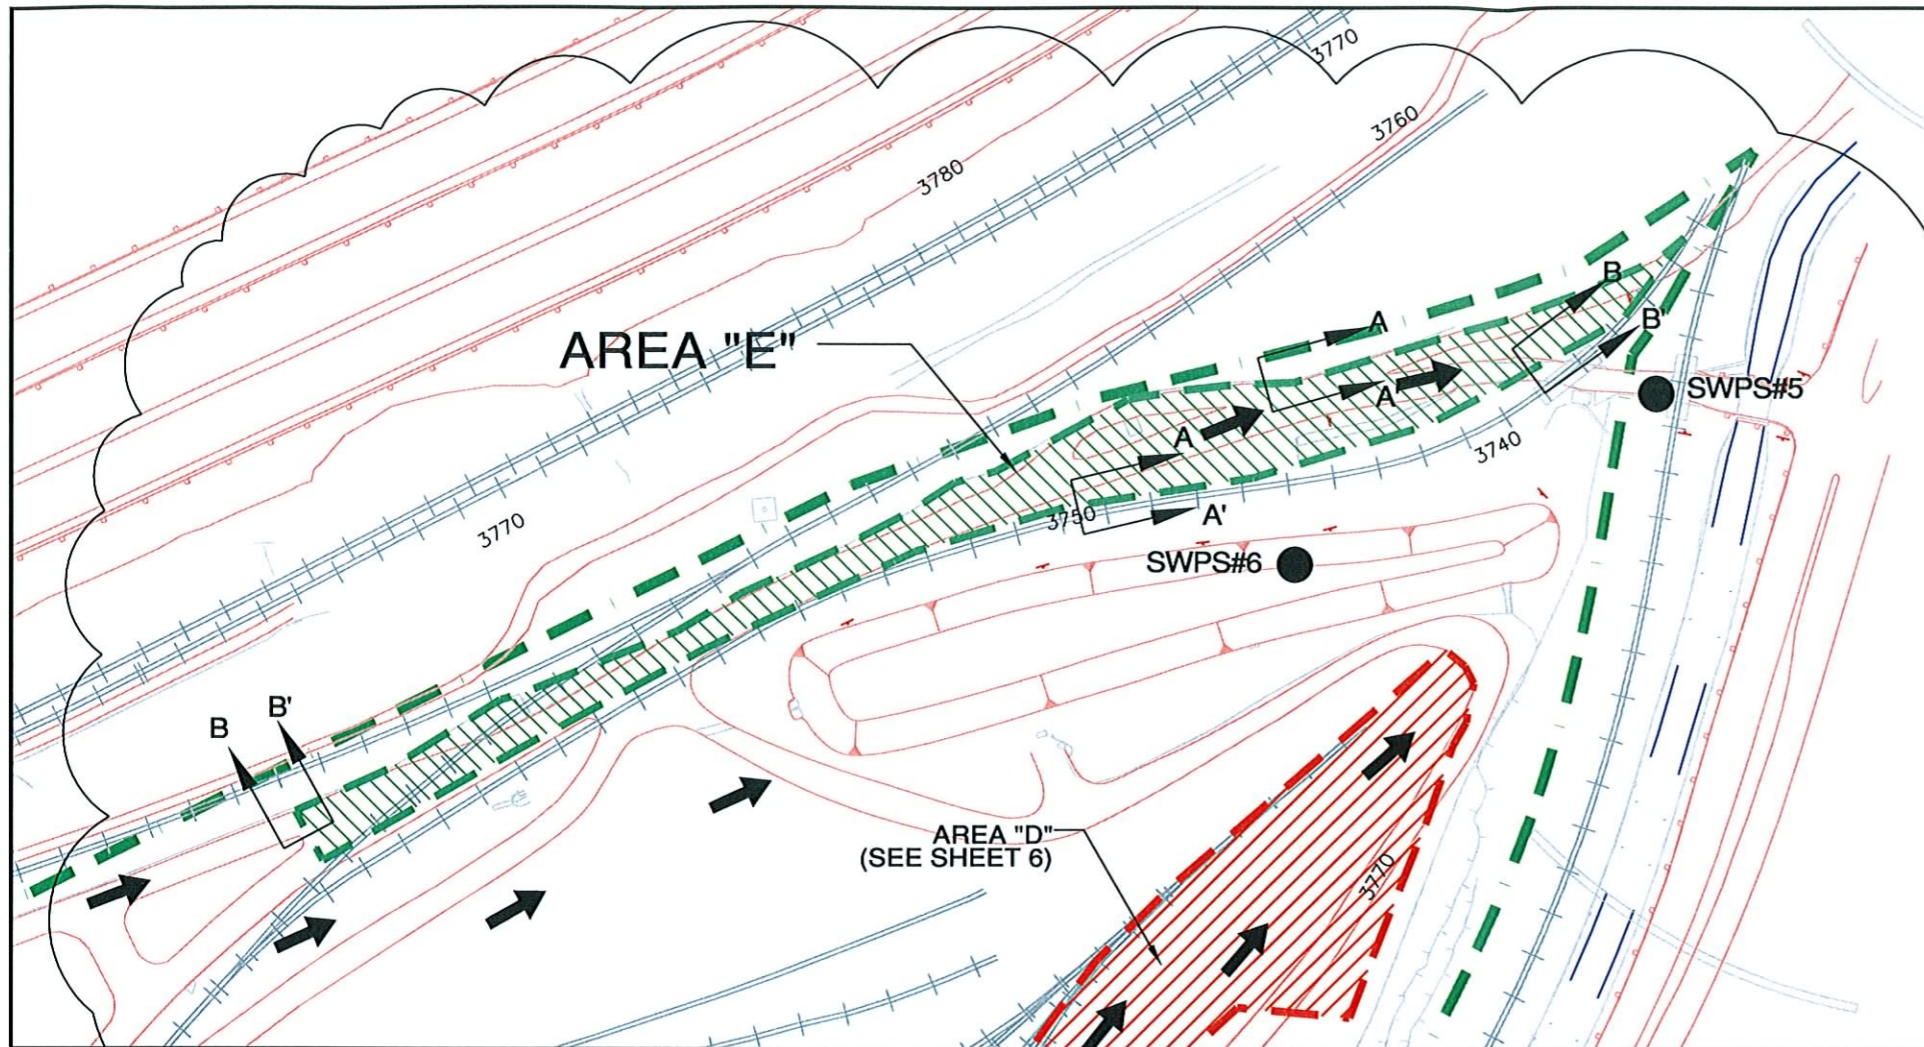 3770
3760
3780
AREA "E"
B
B'
A
SWPS#5
A
A
3740
3750
A'
3770
SWPS#6
B
B'
AREA "D"
(SEE SHEET 6)
3770